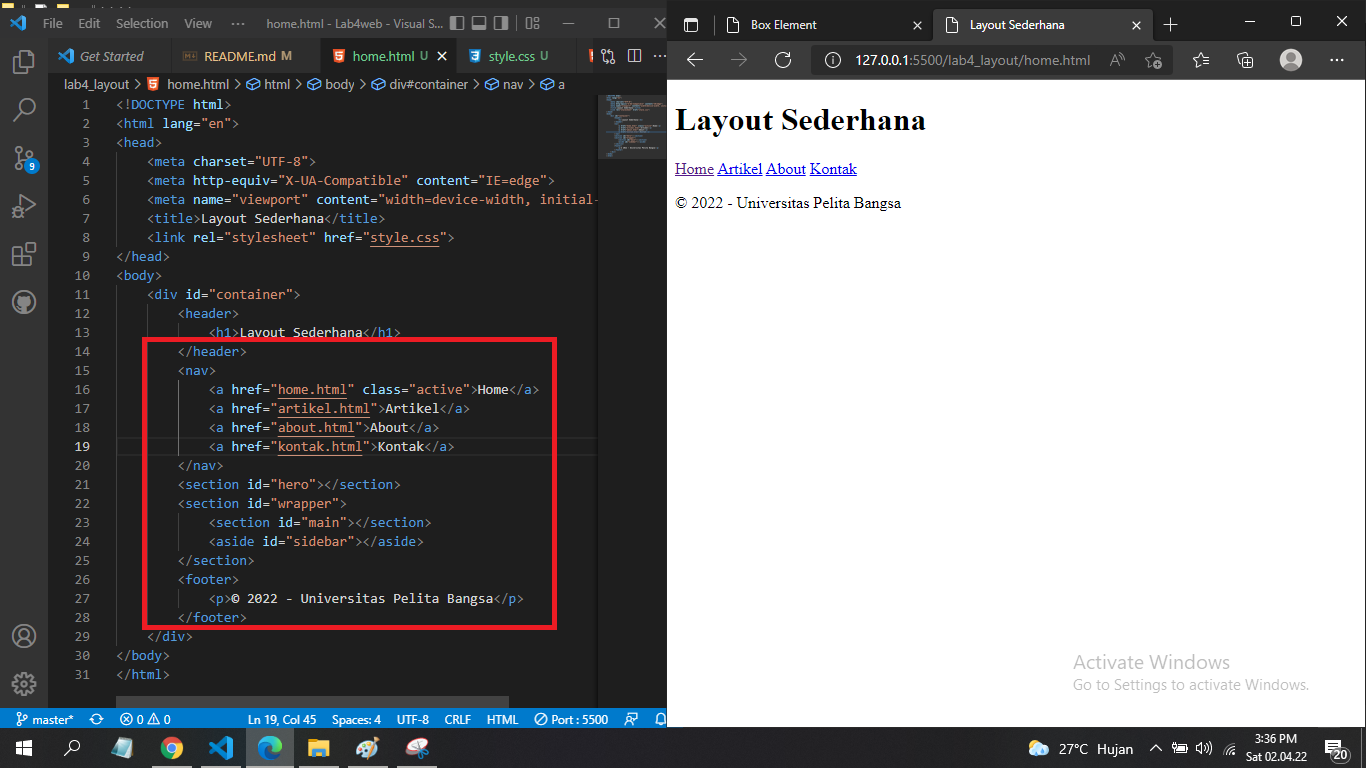 File Edit Selection View ··· home.html - Lab4web - Visual S...
Get Started README.md M home.html U style.css U
lab4_layout > home.html > html > body > div#container > nav > a
1 <!DOCTYPE html>
2 <html lang="en">
3 <head>
4 <meta charset="UTF-8">
5 <meta http-equiv="X-UA-Compatible" content="IE=edge">
6 <meta name="viewport" content="width=device-width, initial-
7 <title>Layout Sederhana</title>
8 <link rel="stylesheet" href="style.css">
9 </head>
10 <body>
11 <div id="container">
12 <header>
13 <h1>Layout Sederhana</h1>
14 </header>
15 <nav>
16 <a href="home.html" class="active">Home</a>
17 <a href="artikel.html">Artikel</a>
18 <a href="about.html">About</a>
19 <a href="kontak.html">Kontak</a>
20 </nav>
21 <section id="hero"></section>
22 <section id="wrapper">
23 <section id="main"></section>
24 <aside id="sidebar"></aside>
25 </section>
26 <footer>
27 <p>© 2022 - Universitas Pelita Bangsa</p>
28 </footer>
29 </div>
30 </body>
31 </html>
9
master* 0 0 Ln 19, Col 45 Spaces: 4 UTF-8 CRLF HTML Port : 5500
Box Element Layout Sederhana
127.0.0.1:5500/lab4_layout/home.html
Layout Sederhana
Home Artikel About Kontak
© 2022 - Universitas Pelita Bangsa
Activate Windows
Go to Settings to activate Windows.
27°C Hujan
3:36 PM
Sat 02.04.22
20